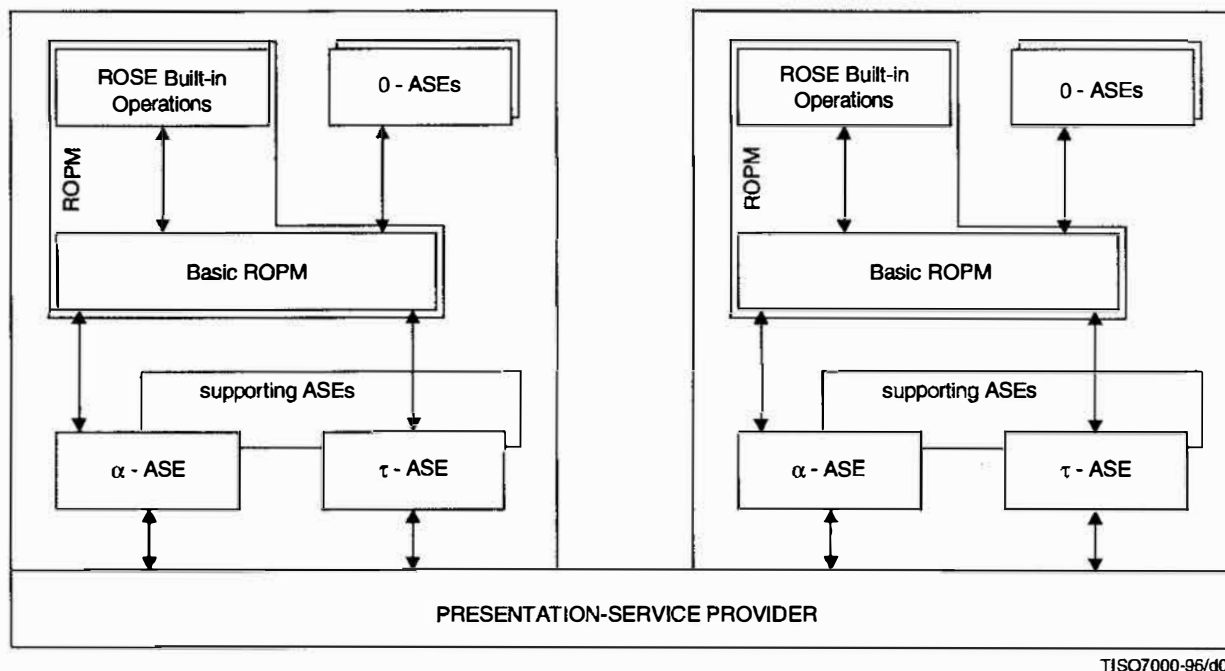 ROSE Built-in
Operations
0 - ASEs
ROPM
Basic ROPM
supporting ASEs
α - ASE
τ - ASE
ROSE Built-in
Operations
0 - ASEs
ROPM
Basic ROPM
supporting ASEs
α - ASE
τ - ASE
PRESENTATION-SERVICE PROVIDER
TISO7000-96/d0